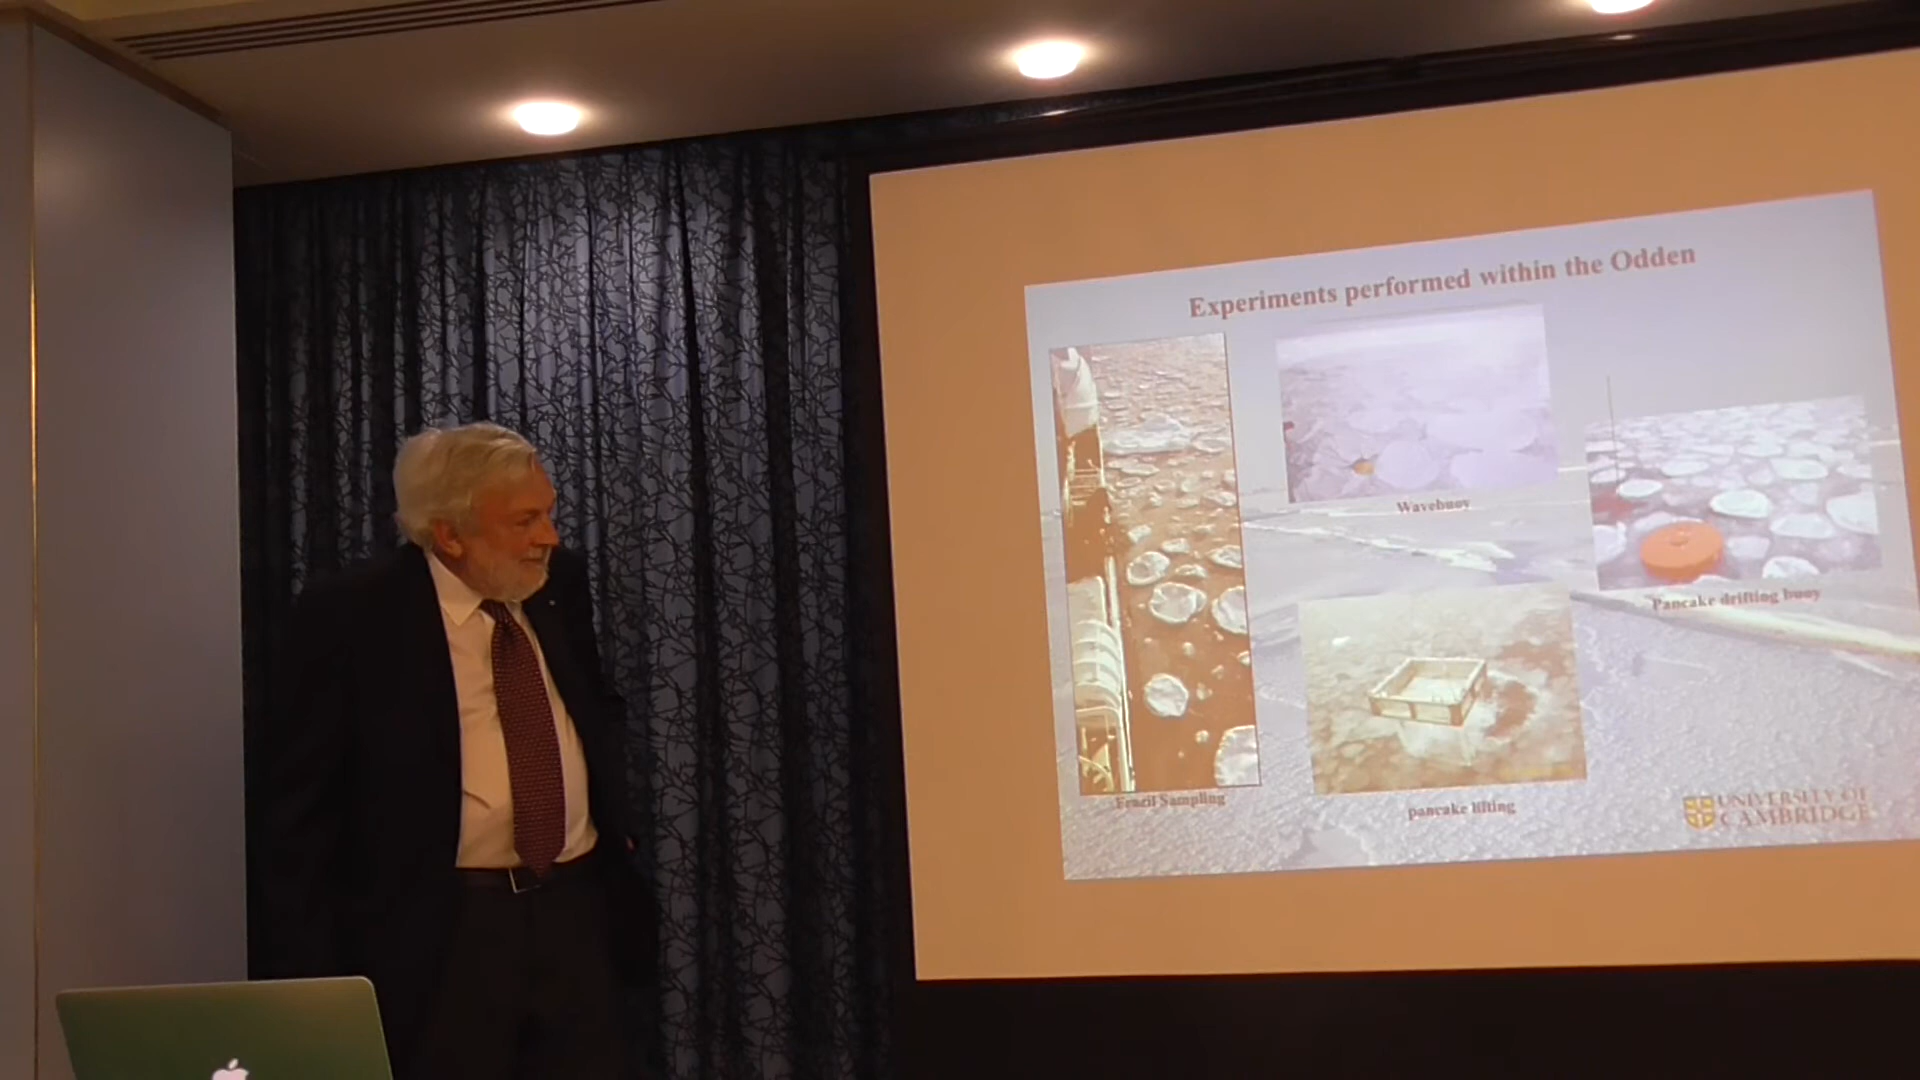 Experiments performed within the Odden
Wavebuoy
Pancake drifting buoy
Frazil Sampling
pancake lifting
UNIVERSITY OF
CAMBRIDGE